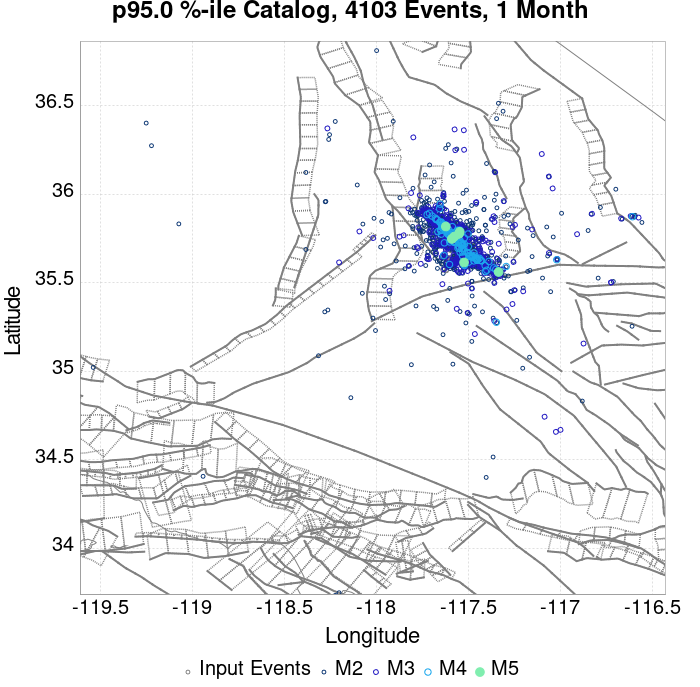 p95.0 %-ile Catalog, 4103 Events, 1 Month
36.5
36
35.5
35
34.5
34
Latitude
-119.5 -119 -118.5 -118 -117.5 -117 -116.5
Longitude
Input Events M2 M3 M4 M5